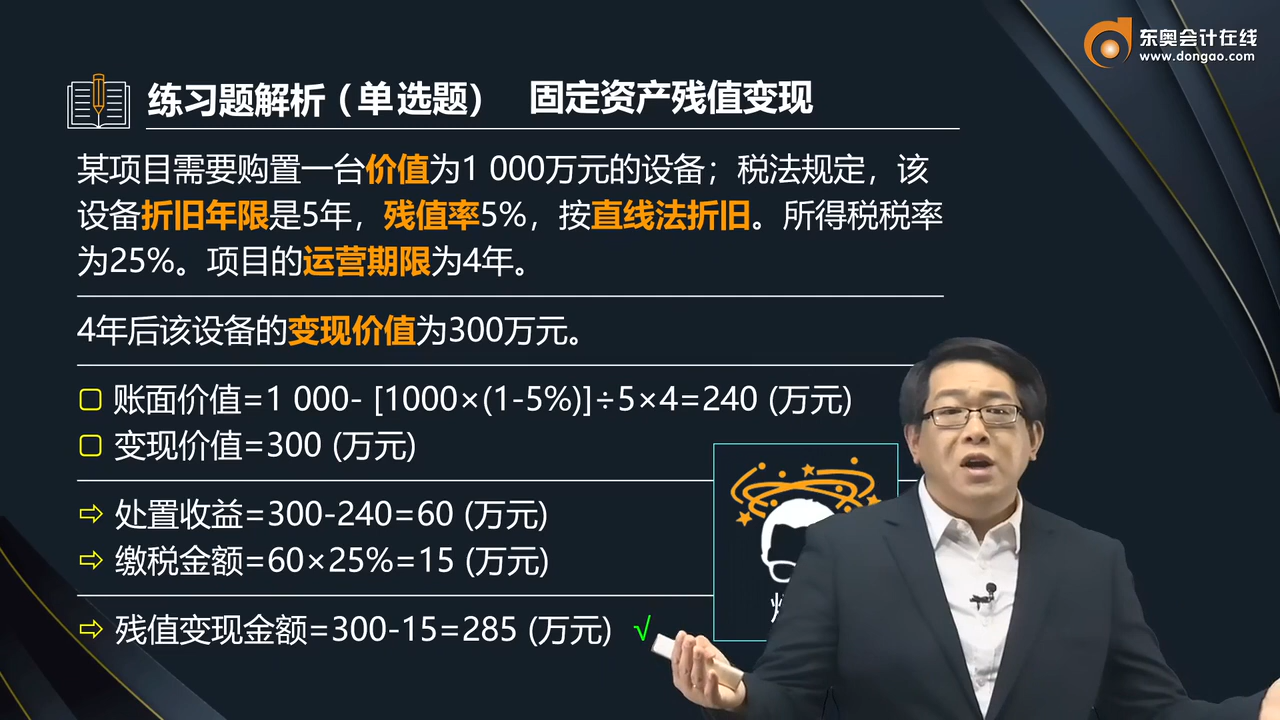 东奥会计在线
www.dongao.com
练习题解析（单选题） 固定资产残值变现
某项目需要购置一台价值为1 000万元的设备；税法规定，该
设备折旧年限是5年，残值率5%，按直线法折旧。所得税税率
为25%。项目的运营期限为4年。
4年后该设备的变现价值为300万元。
账面价值=1 000- [1000×(1-5%)]÷5×4=240 (万元)
变现价值=300 (万元)
处置收益=300-240=60 (万元)
缴税金额=60×25%=15 (万元)
残值变现金额=300-15=285 (万元) √